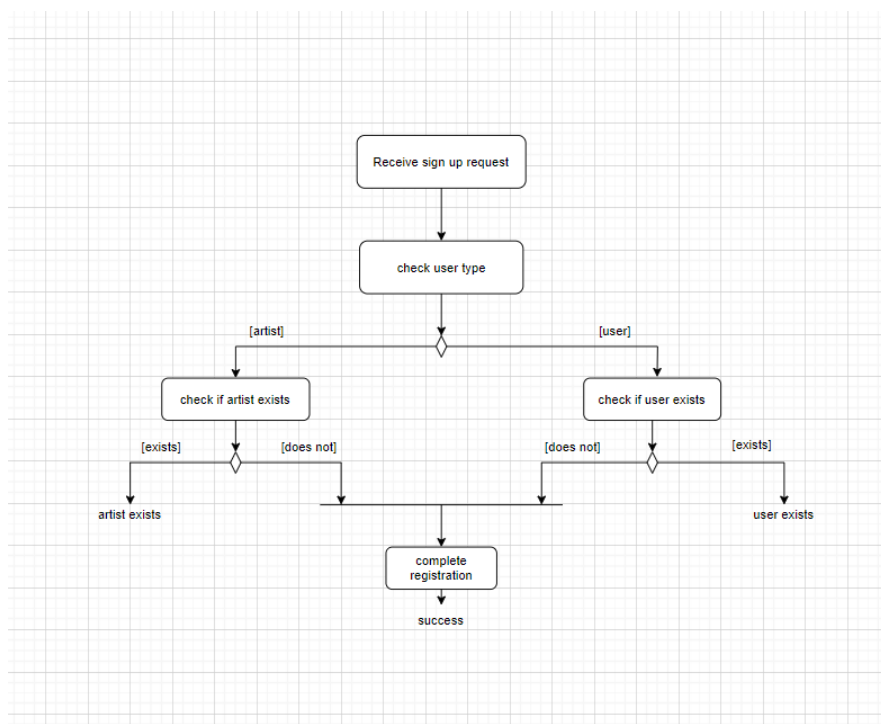 Receive sign up request
check user type
[artist]
[user]
check if artist exists
check if user exists
[exists]
[does not]
[does not]
[exists]
artist exists
user exists
complete
registration
success